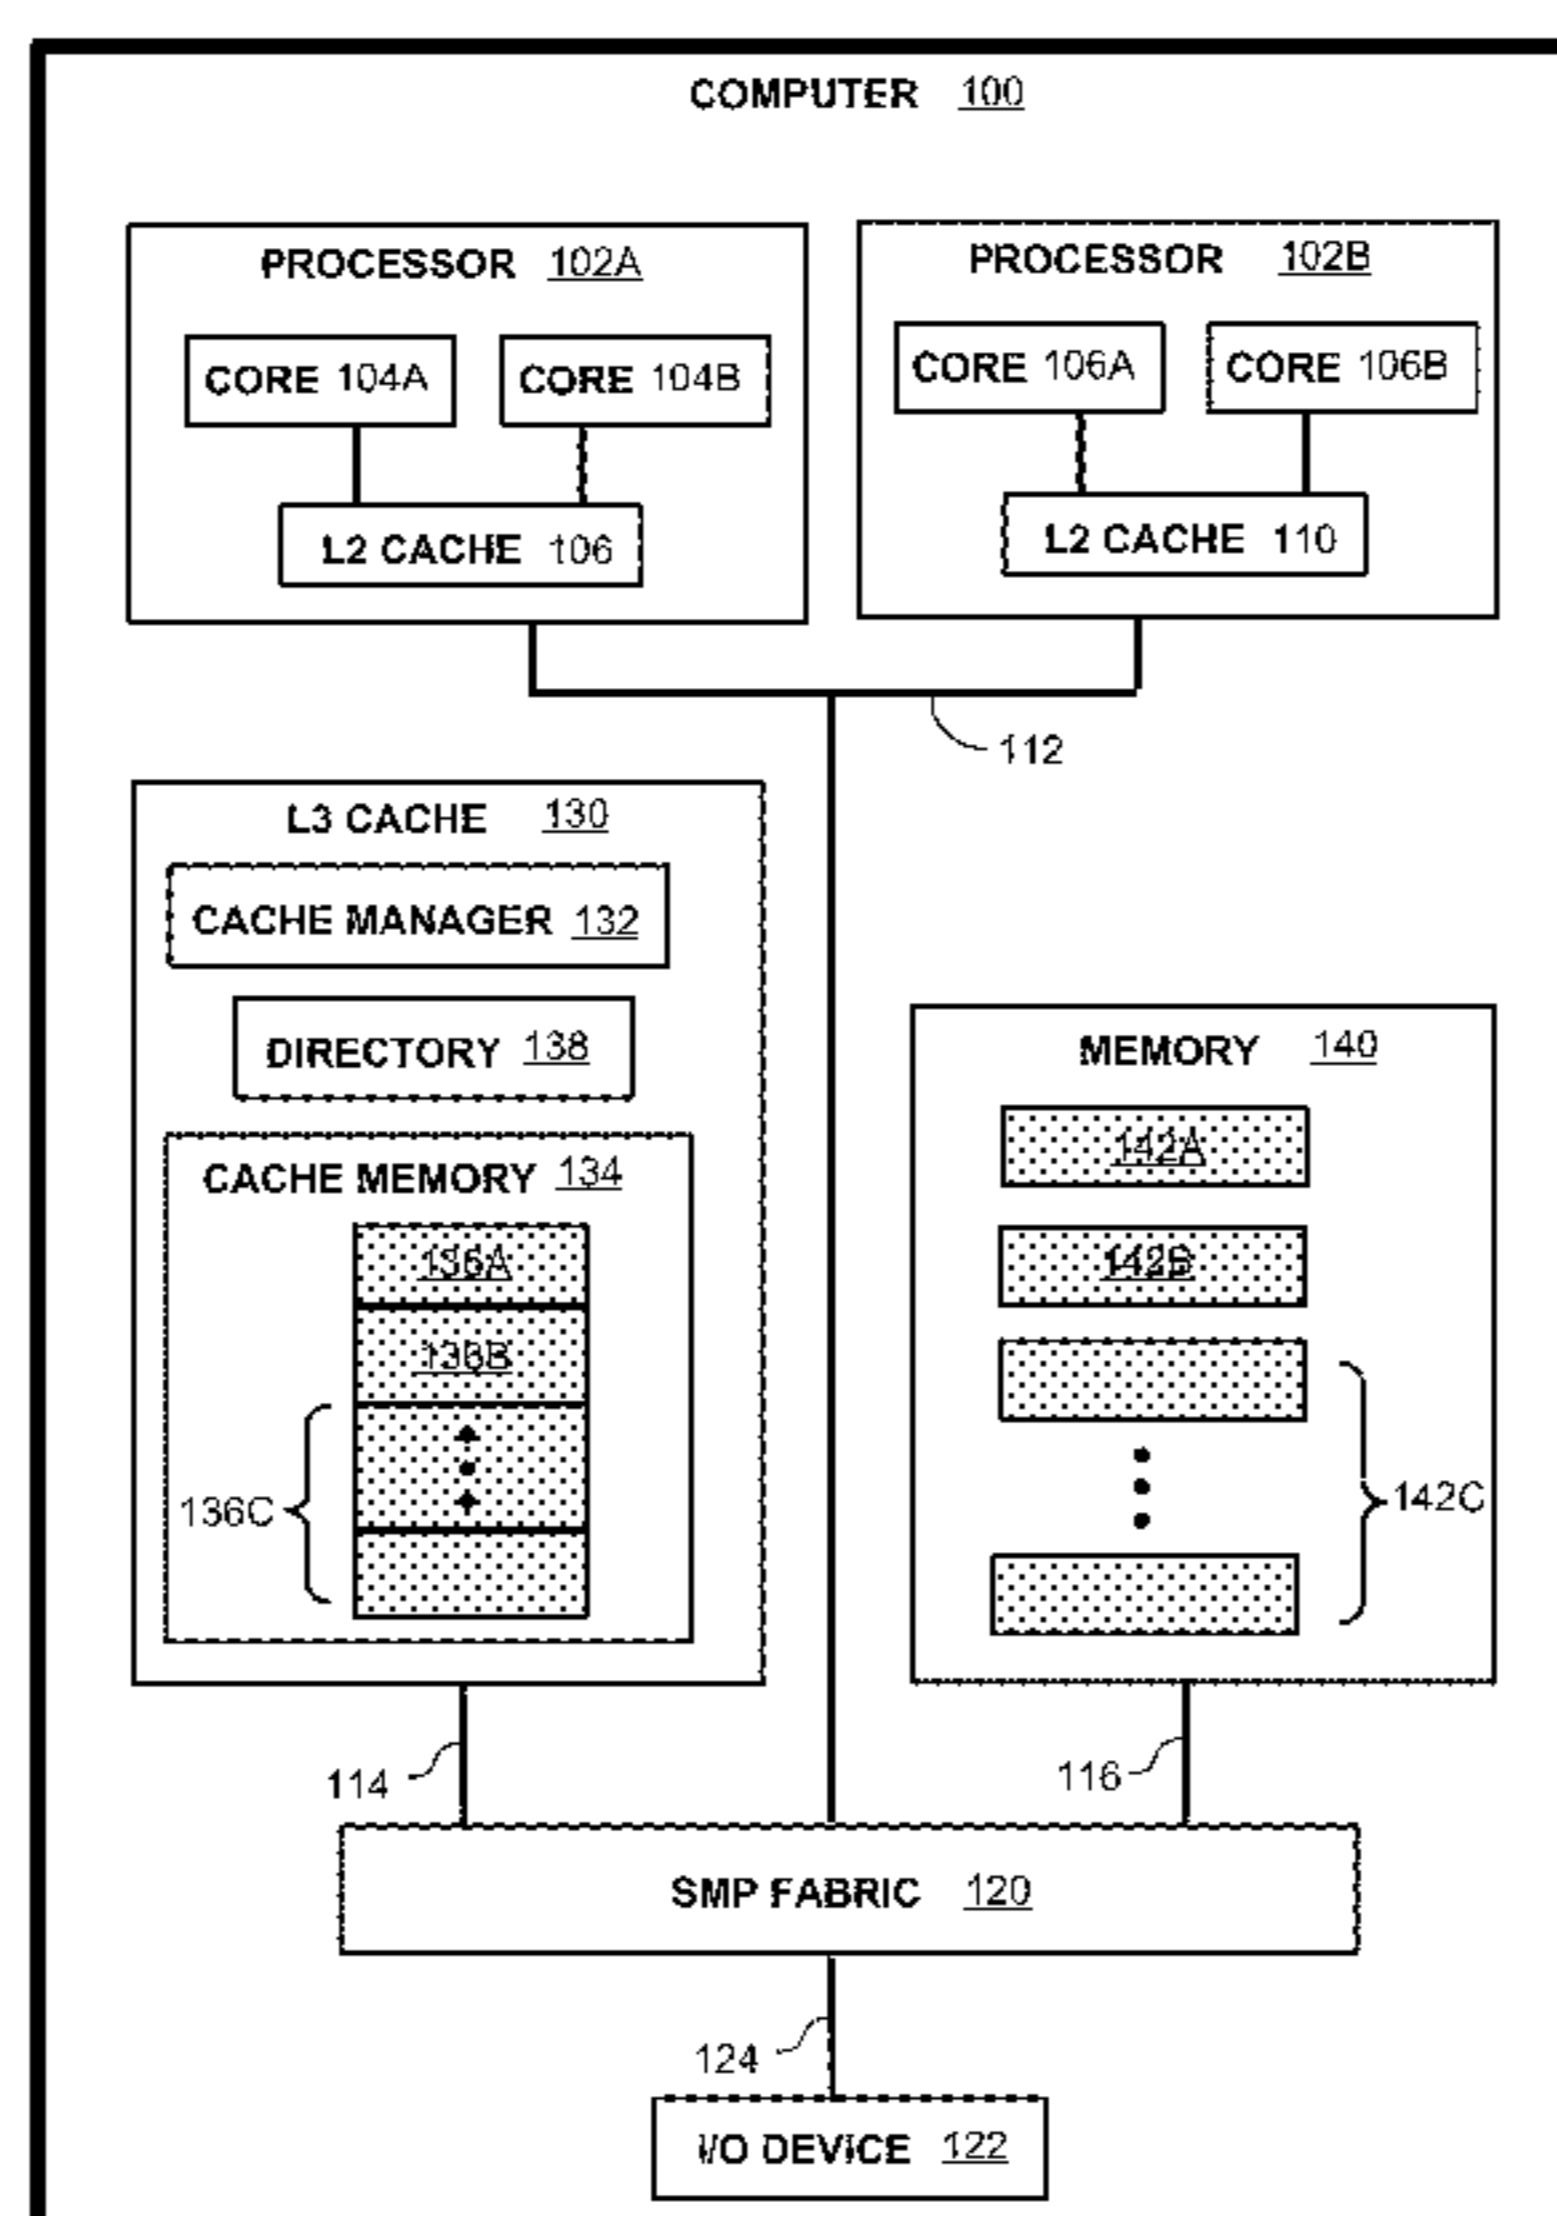 COMPUTER 100
PROCESSOR 102A
PROCESSOR 102B
CORE 104A
CORE 104B
CORE 106A
CORE 106B
L2 CACHE 106
L2 CACHE 110
112
L3 CACHE 130
CACHE MANAGER 132
DIRECTORY 138
MEMORY 140
142A
CACHE MEMORY 134
136A
142B
136B
136C
142C
114
116
SMP FABRIC 120
124
I/O DEVICE 122